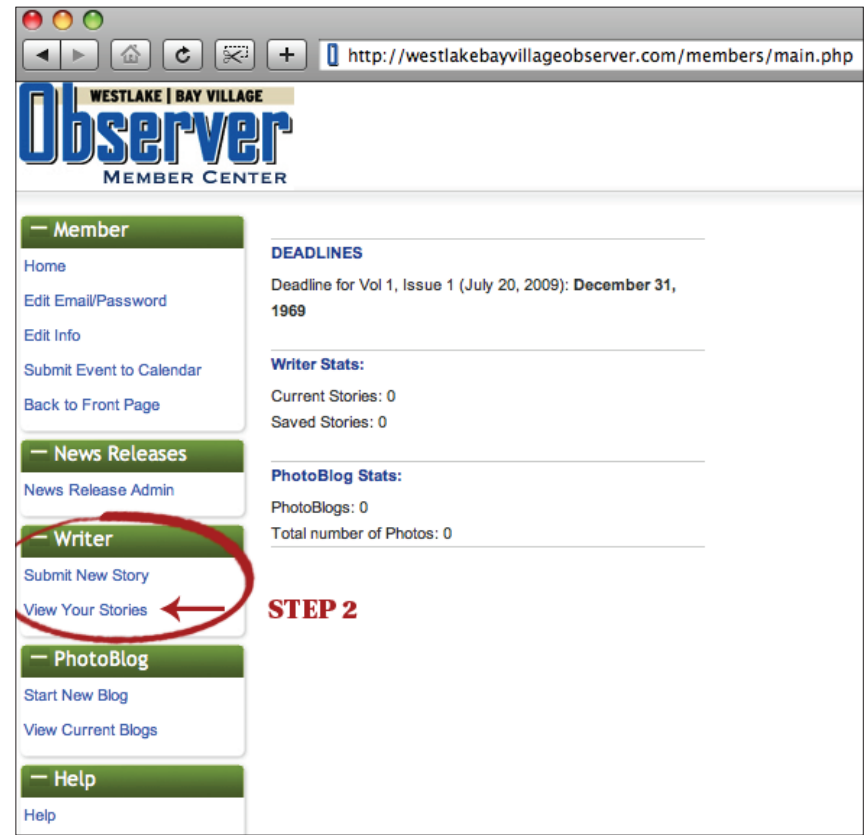 http://westlakebayvillageobserver.com/members/main.php
WESTLAKE | BAY VILLAGE
Observer
MEMBER CENTER
— Member
Home
Edit Email/Password
Edit Info
Submit Event to Calendar
Back to Front Page
— News Releases
News Release Admin
— Writer
Submit New Story
View Your Stories
— PhotoBlog
Start New Blog
View Current Blogs
— Help
Help
DEADLINES
Deadline for Vol 1, Issue 1 (July 20, 2009): December 31,
1969
Writer Stats:
Current Stories: 0
Saved Stories: 0
PhotoBlog Stats:
PhotoBlogs: 0
Total number of Photos: 0
STEP 2